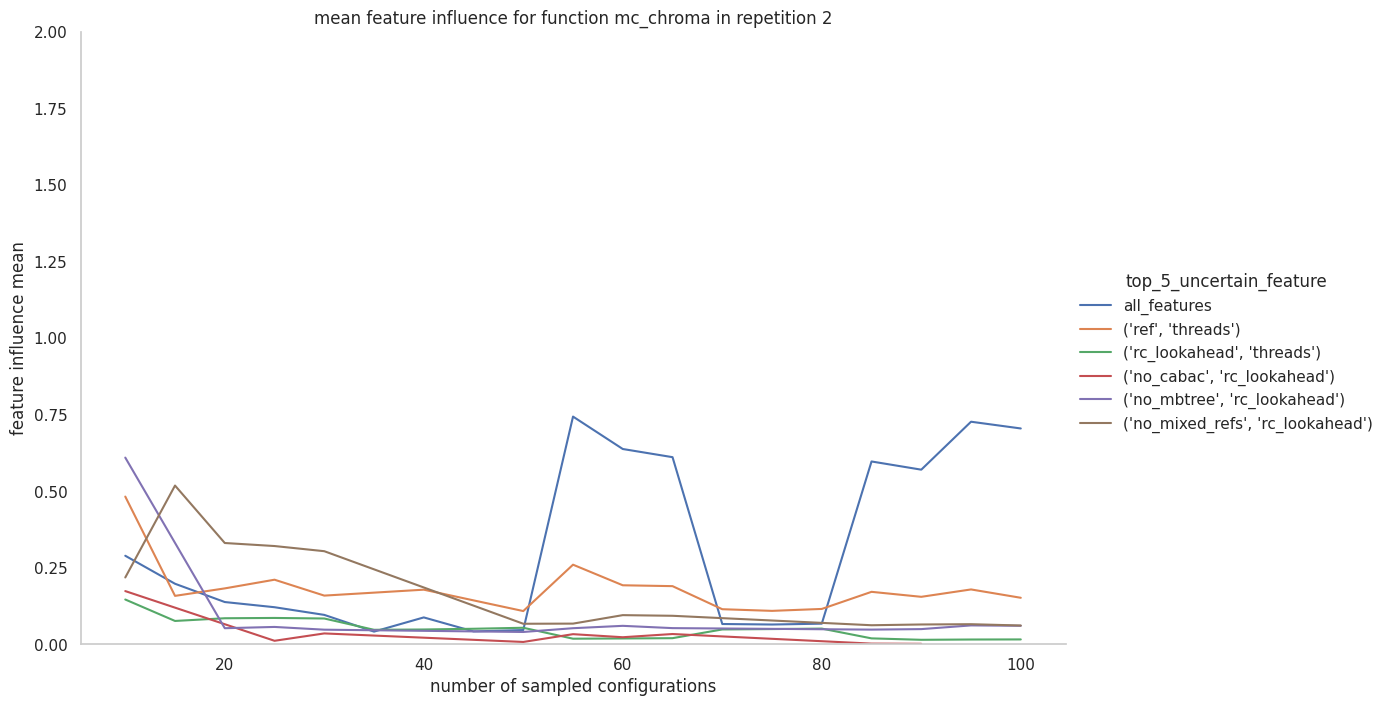 mean feature influence for function mc_chroma in repetition 2
2.00
1.75
1.50
1.25
1.00
0.75
0.50
0.25
0.00
feature influence mean
20
40
60
80
100
number of sampled configurations
top_5_uncertain_feature
all_features
('ref', 'threads')
('rc_lookahead', 'threads')
('no_cabac', 'rc_lookahead')
('no_mbtree', 'rc_lookahead')
('no_mixed_refs', 'rc_lookahead')